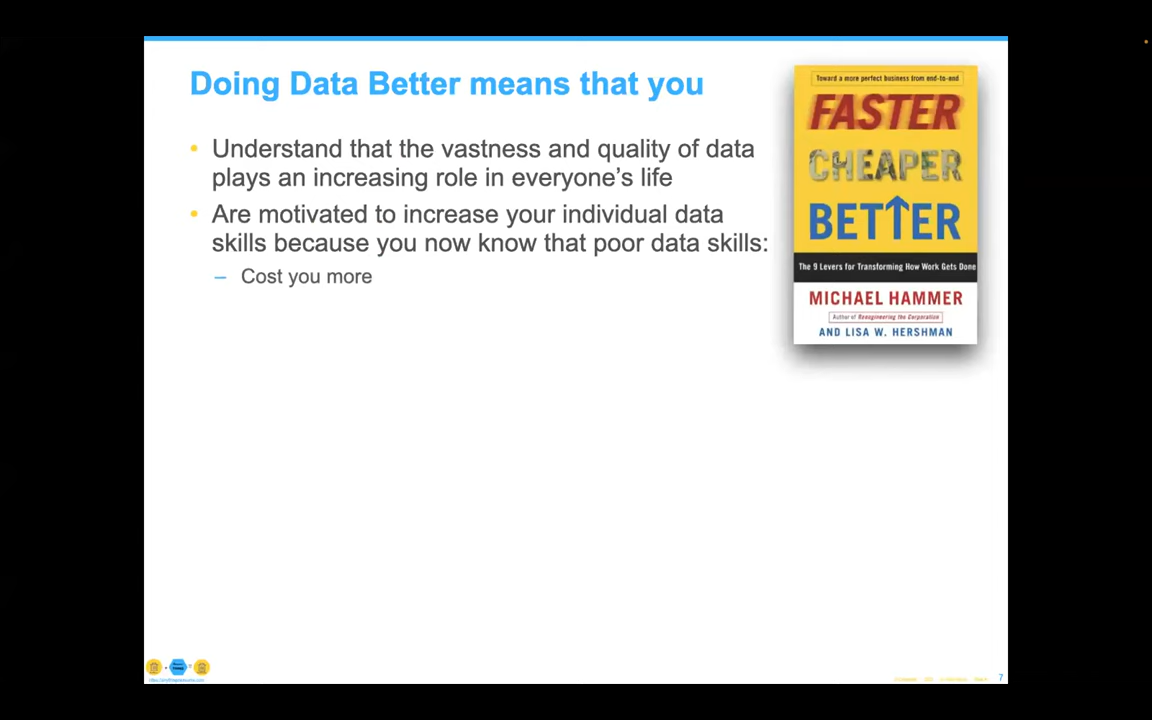 Doing Data Better means that you
• Understand that the vastness and quality of data
plays an increasing role in everyone’s life
• Are motivated to increase your individual data
skills because you now know that poor data skills:
– Cost you more
Toward a more perfect business from end-to-end
FASTER
CHEAPER
BETTER
The 9 Levers for Transforming How Work Gets Done
MICHAEL HAMMER
Author of Reengineering the Corporation
AND LISA W. HERSHMAN
7